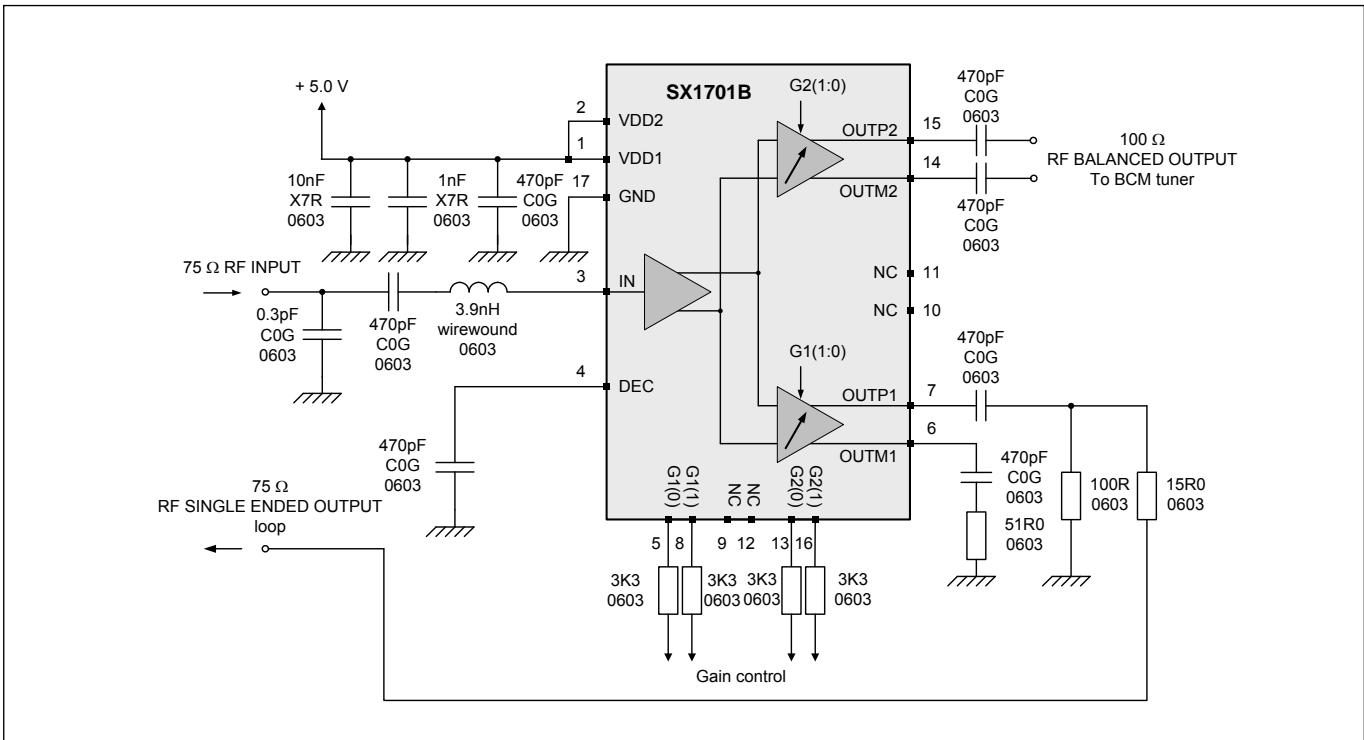 SX1701B
+ 5.0 V
2
VDD2
1
VDD1
17
GND
10nF
X7R
0603
1nF
X7R
0603
470pF
C0G
0603
75 Ω RF INPUT
0.3pF
C0G
0603
470pF
C0G
0603
3.9nH
wirewound
0603
3
IN
4
DEC
470pF
C0G
0603
75 Ω
RF SINGLE ENDED OUTPUT
loop
G2(1:0)
OUTP2
15
OUTM2
14
470pF
C0G
0603
470pF
C0G
0603
100 Ω
RF BALANCED OUTPUT
To BCM tuner
NC
11
NC
10
G1(1:0)
OUTP1
7
OUTM1
6
470pF
C0G
0603
470pF
C0G
0603
51R0
0603
100R
0603
15R0
0603
G1(0)
G1(1)
NC
NC
G2(0)
G2(1)
5
8
9
12
13
16
3K3
0603
3K3
0603
3K3
0603
3K3
0603
Gain control